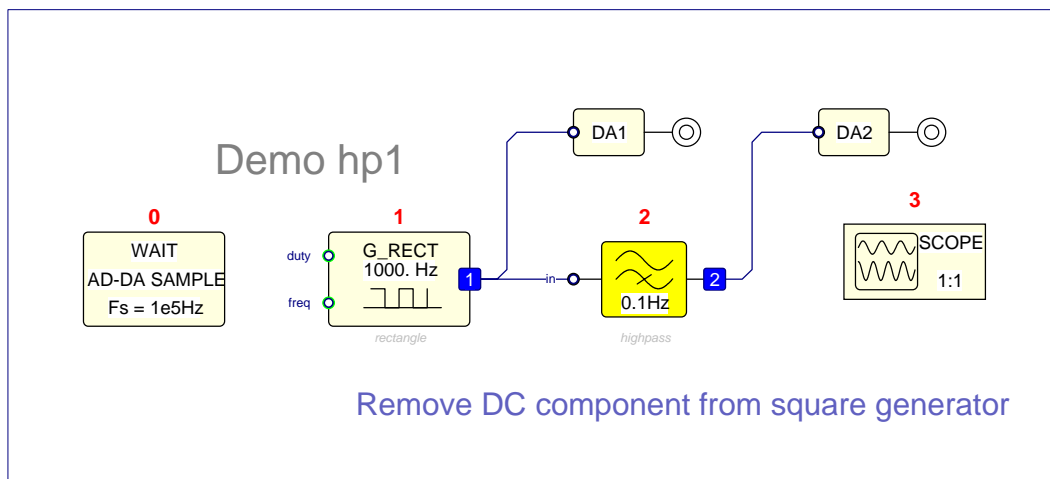 DA1
DA2
Demo hp1
0
1
2
3
WAIT
AD-DA SAMPLE
Fs = 1e5Hz
duty
freq
G_RECT
1000. Hz
1
rectangle
in
0.1Hz
2
highpass
SCOPE
1:1
Remove DC component from square generator